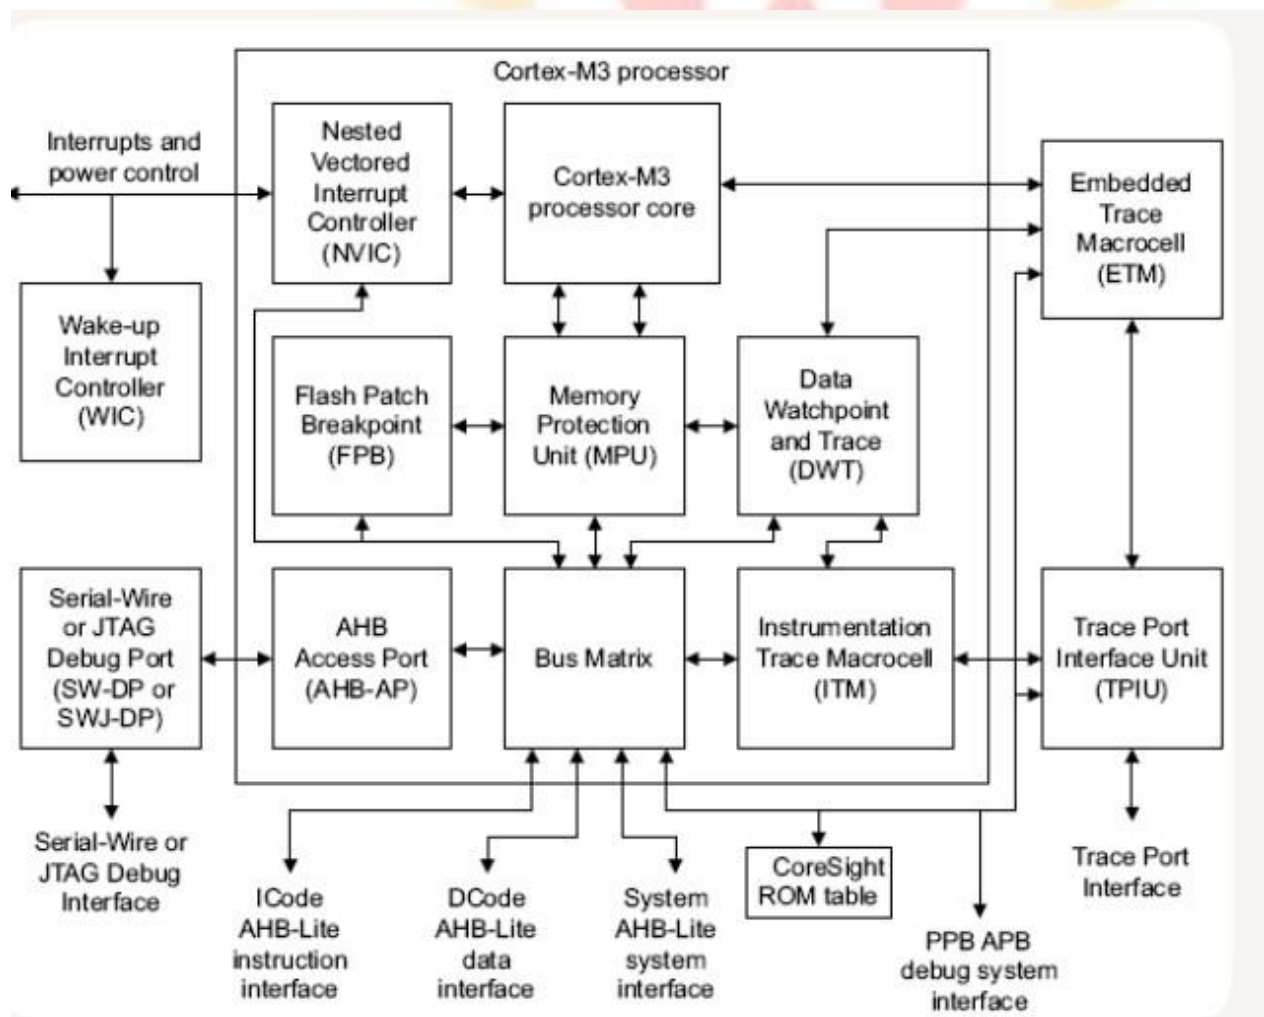 Cortex-M3 processor
Interrupts and
power control
Nested
Vectored
Interrupt
Controller
(NVIC)
Cortex-M3
processor core
Embedded
Trace
Macrocell
(ETM)
Wake-up
Interrupt
Controller
(WIC)
Flash Patch
Breakpoint
(FPB)
Memory
Protection
Unit (MPU)
Data
Watchpoint
and Trace
(DWT)
Serial-Wire
or JTAG
Debug Port
(SW-DP or
SWJ-DP)
AHB
Access Port
(AHB-AP)
Bus Matrix
Instrumentation
Trace Macrocell
(ITM)
Trace Port
Interface Unit
(TPIU)
Serial-Wire or
JTAG Debug
Interface
ICode
AHB-Lite
instruction
interface
DCode
AHB-Lite
data
interface
System
AHB-Lite
system
interface
CoreSight
ROM table
PPB APB
debug system
interface
Trace Port
Interface